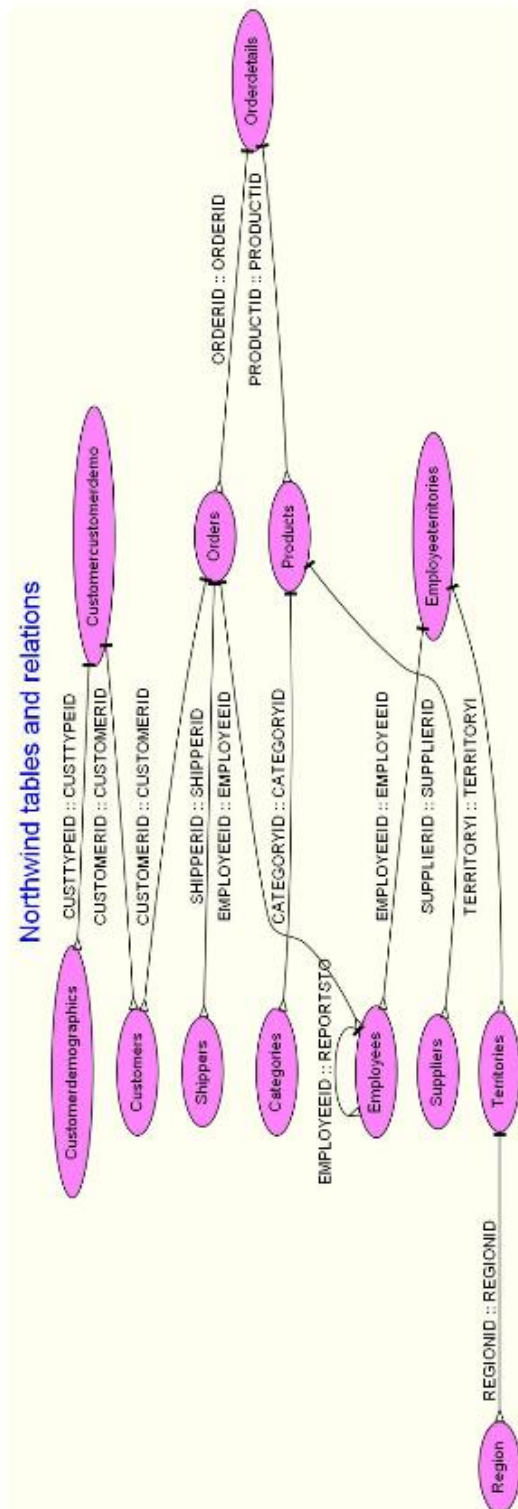 Northwind tables and relations
Customerdemographics
CUSTTYPEID :: CUSTTYPEID
Customercustomerdemo
CUSTOMERID :: CUSTOMERID
Customers
CUSTOMERID :: CUSTOMERID
Shippers
SHIPPERID :: SHIPPERID
EMPLOYEEID :: EMPLOYEEID
Orders
ORDERID :: ORDERID
Orderdetails
PRODUCTID :: PRODUCTID
Categories
CATEGORYID :: CATEGORYID
Products
EMPLOYEEID :: REPORTSTO
Employees
EMPLOYEEID :: EMPLOYEEID
Employeeterritories
Suppliers
SUPPLIERID :: SUPPLIERID
TERRITORYI :: TERRITORYI
Region
REGIONID :: REGIONID
Territories